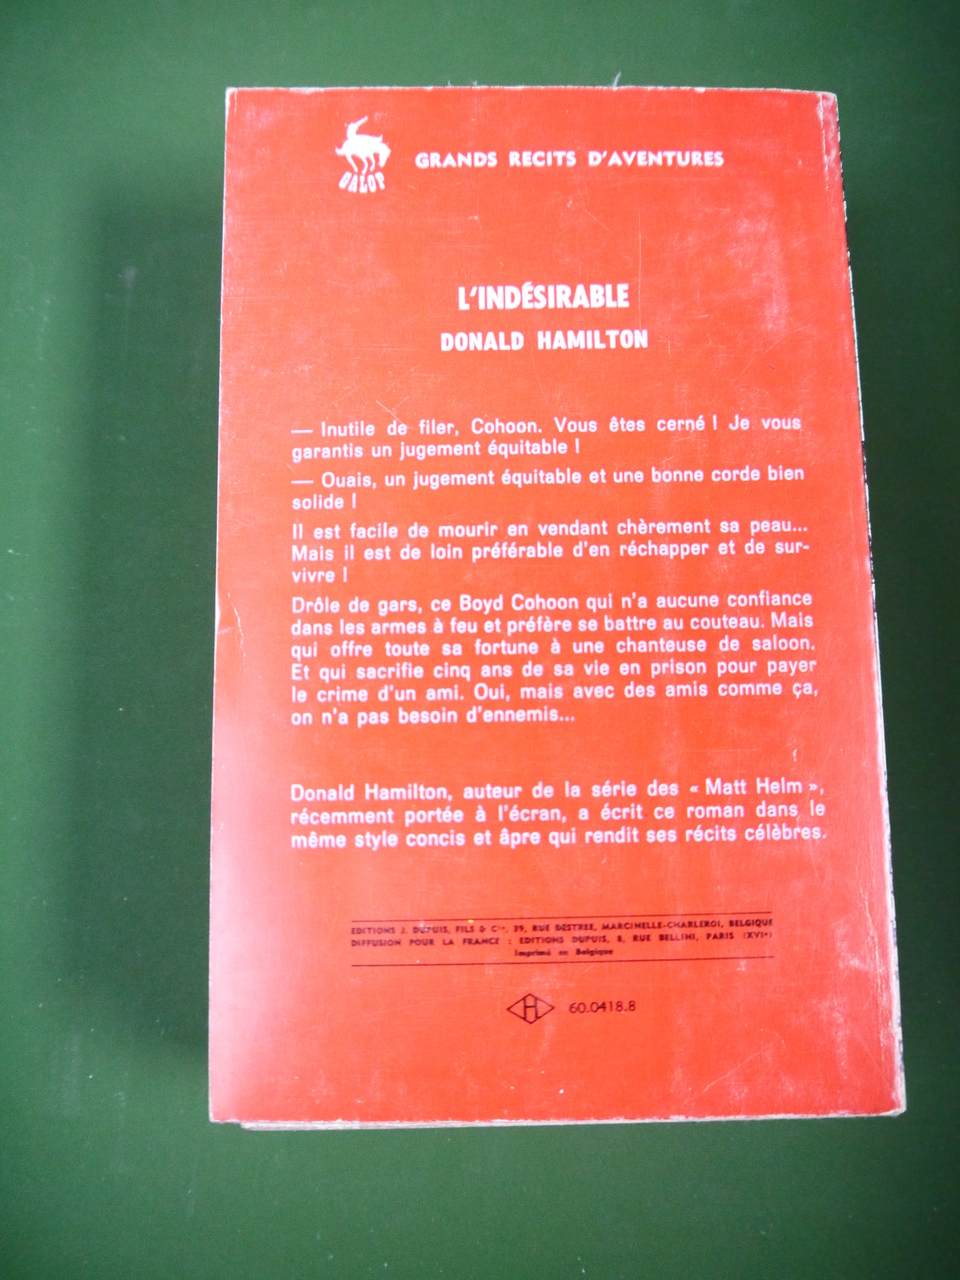 GRANDS RECITS D'AVENTURES
GALOP
L'INDÉSIRABLE
DONALD HAMILTON
— Inutile de filer, Cohoon. Vous êtes cerné ! Je vous
garantis un jugement équitable !
— Ouais, un jugement équitable et une bonne corde bien
solide !
Il est facile de mourir en vendant chèrement sa peau...
Mais il est de loin préférable d'en réchapper et de sur-
vivre !
Drôle de gars, ce Boyd Cohoon qui n'a aucune confiance
dans les armes à feu et préfère se battre au couteau. Mais
qui offre toute sa fortune à une chanteuse de saloon.
Et qui sacrifie cinq ans de sa vie en prison pour payer
le crime d'un ami. Oui, mais avec des amis comme ça,
on n'a pas besoin d'ennemis...
Donald Hamilton, auteur de la série des « Matt Helm »,
récemment portée à l'écran, a écrit ce roman dans le
même style concis et âpre qui rendit ses récits célèbres.
EDITIONS J. DUPUIS, FILS & Cie, 39, RUE DESTREE, MARCINELLE-CHARLEROI, BELGIQUE
DIFFUSION POUR LA FRANCE : EDITIONS DUPUIS, 8, RUE BELLINI, PARIS (XVIe)
Imprimé en Belgique
60.0418.8